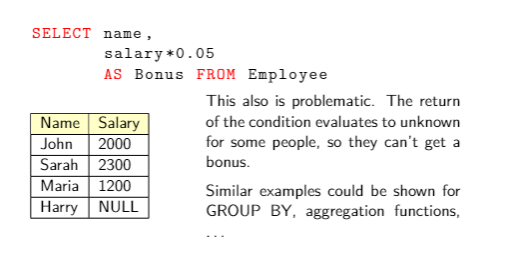 SELECT name,
salary*0.05
AS Bonus FROM Employee
This also is problematic. The return
of the condition evaluates to unknown
for some people, so they can't get a
bonus.
Similar examples could be shown for
GROUP BY, aggregation functions,
...
Name Salary
John 2000
Sarah 2300
Maria 1200
Harry NULL